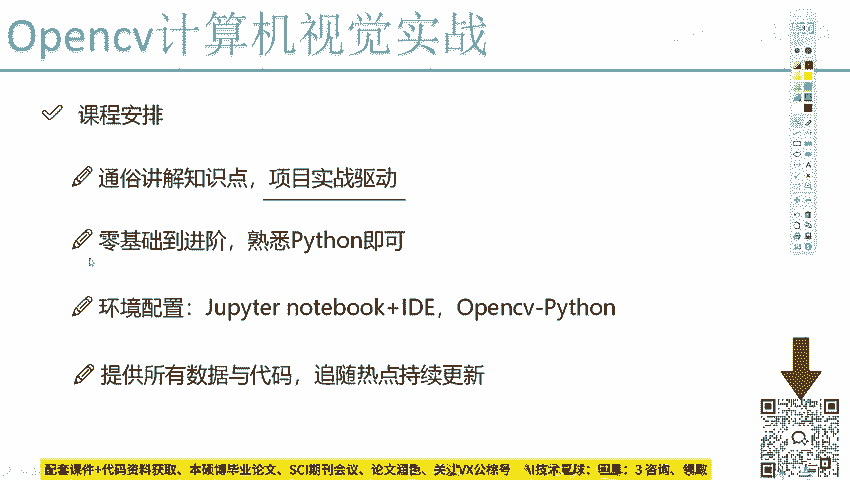 Opencv计算机视觉实战
课程安排
通俗讲解知识点，项目实战驱动
零基础到进阶，熟悉Python即可
环境配置：Jupyter notebook+IDE，Opencv-Python
提供所有数据与代码，追随热点持续更新
配套课件+代码资料获取、本硕博毕业论文、SCI期刊会议、论文润色、关注VX公棕号 AI技术星球：回复：3 咨询、领取